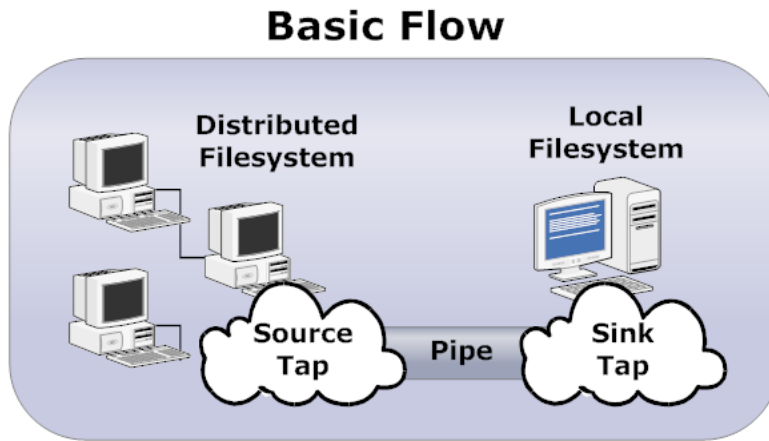 Basic Flow
Distributed
Filesystem
Local
Filesystem
Source
Tap
Pipe
Sink
Tap